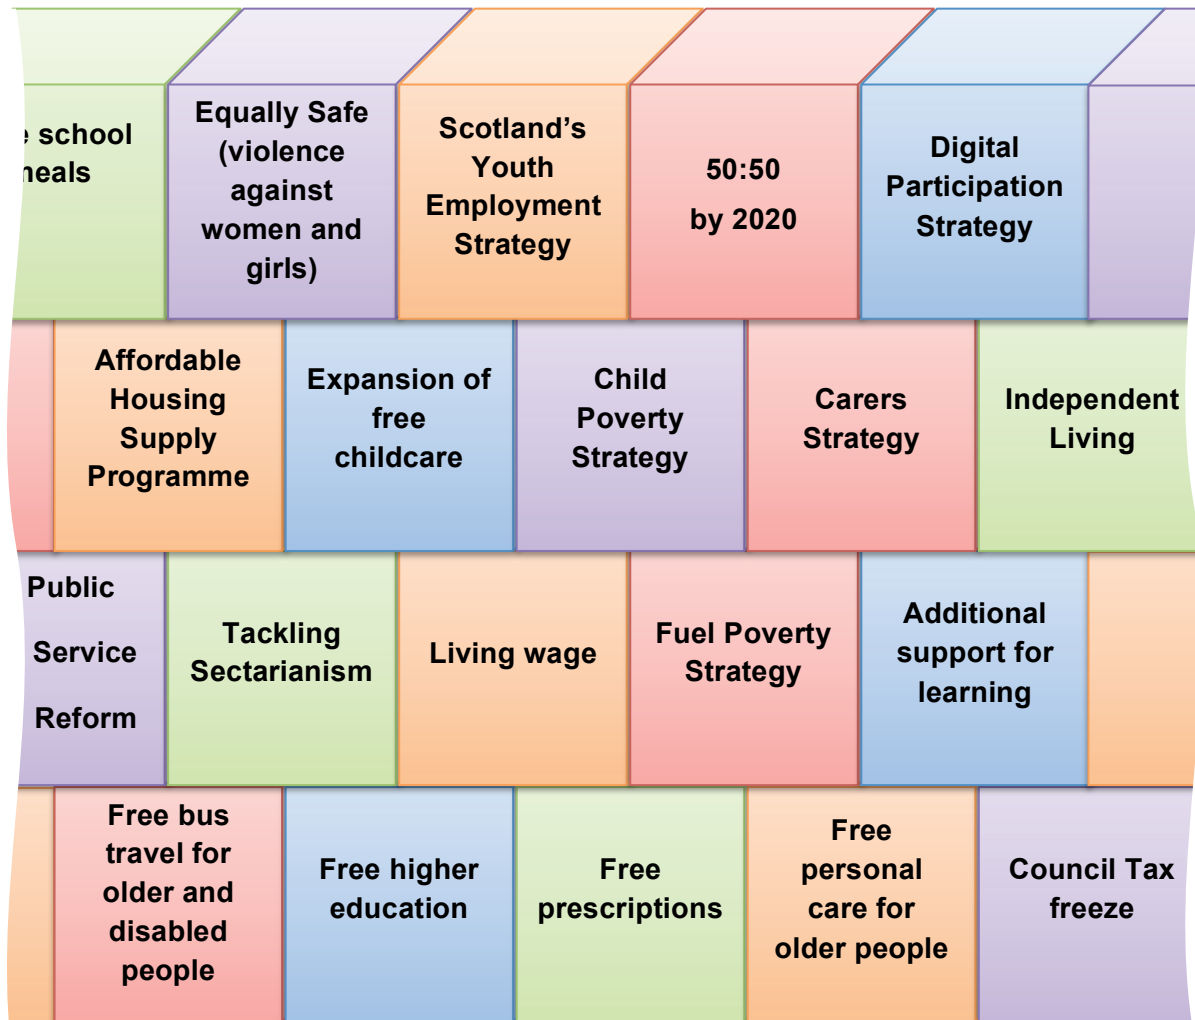 school
Equally Safe
(violence
against
women and
girls)
Scotland's
Youth
Employment
Strategy
50:50
by 2020
Digital
Participation
Strategy
Affordable
Housing
Supply
Programme
Expansion of
free
childcare
Child
Poverty
Strategy
Carers
Strategy
Independent
Living
Public
Service
Reform
Tackling
Sectarianism
Living wage
Fuel Poverty
Strategy
Additional
support for
learning
Free bus
travel for
older and
disabled
people
Free higher
education
Free
prescriptions
Free
personal
care for
older people
Council Tax
freeze